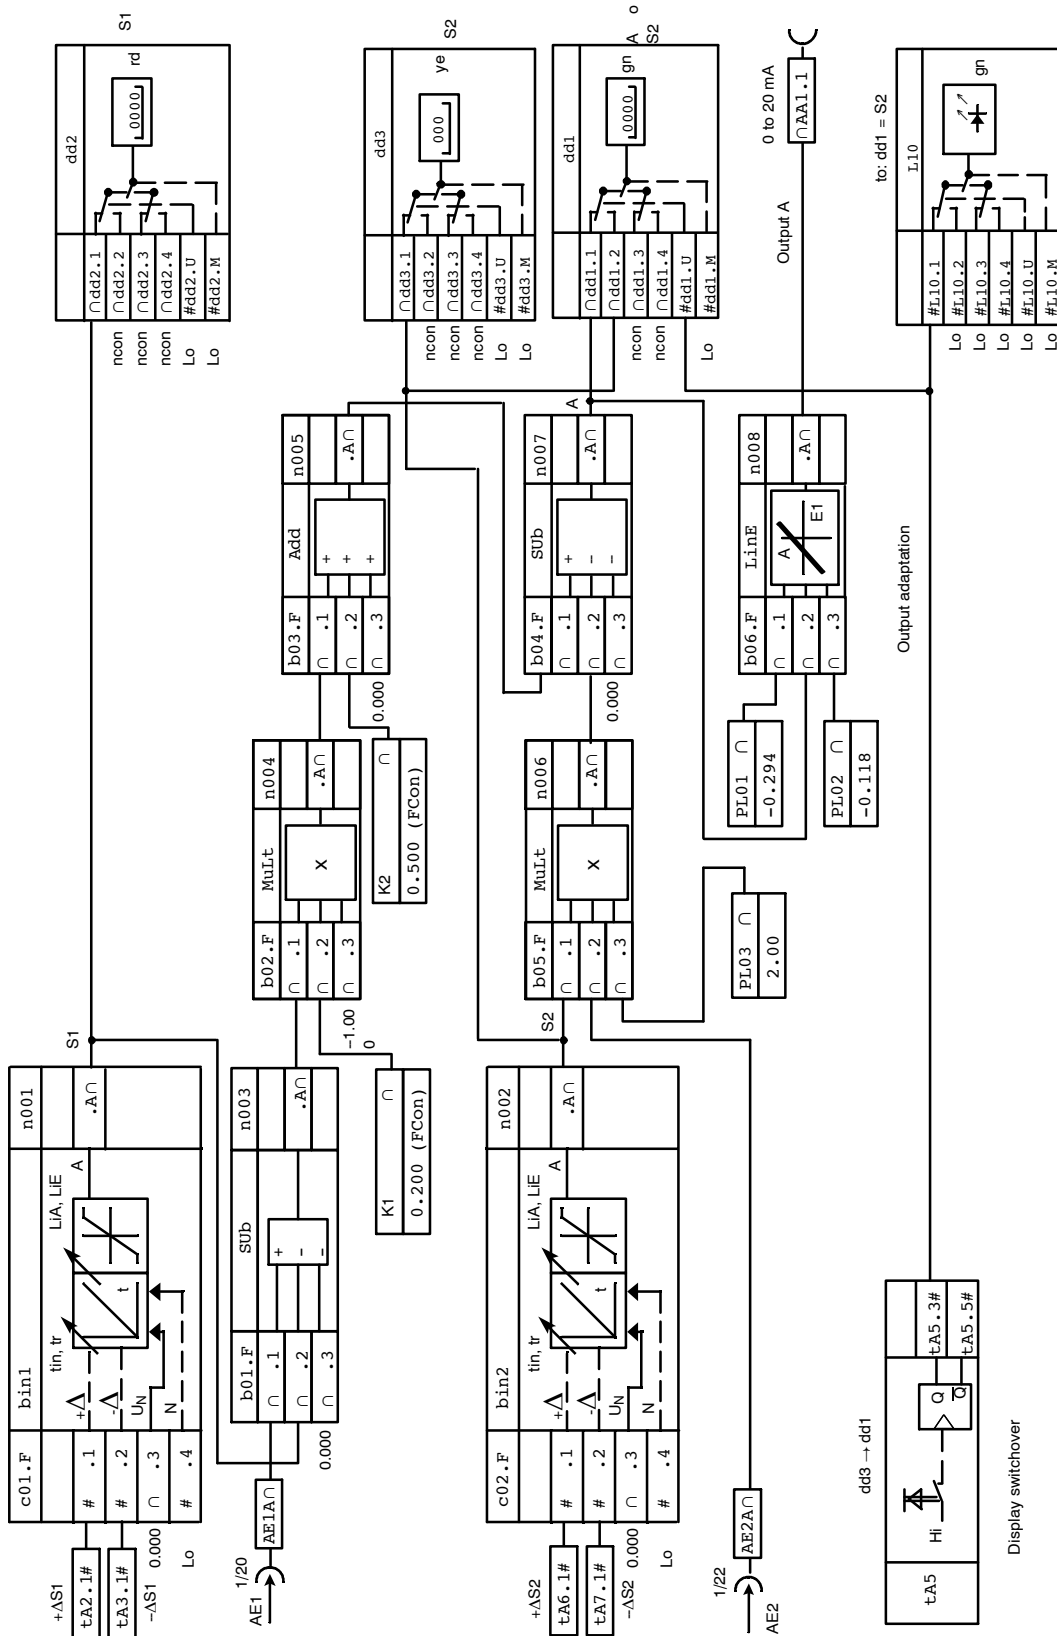 +ΔS1
tA2.1#
tA3.1#
−ΔS1
0.000
Lo
c01.F
bin1
n001
# .1
# .2
∩ .3
# .4
+Δ
-Δ
UN
N
tin, tr
LiA, LiE
t
A
.A∩
S1
dd2
S1
∩dd2.1
∩dd2.2
∩dd2.3
∩dd2.4
#dd2.U
#dd2.M
ncon
ncon
ncon
Lo
Lo
0000
rd
AE1
1/20
AE1A∩
0.000
b01.F
SUb
n003
∩ .1
∩ .2
∩ .3
+
−
−
.A∩
K1 ∩
0.200 (FCon)
−1.00
0
b02.F
MuLt
n004
∩ .1
∩ .2
∩ .3
X
.A∩
K2 ∩
0.500 (FCon)
0.000
b03.F
Add
n005
∩ .1
∩ .2
∩ .3
+
+
+
.A∩
dd3
S2
∩dd3.1
∩dd3.2
∩dd3.3
∩dd3.4
#dd3.U
#dd3.M
ncon
ncon
ncon
Lo
Lo
000
ye
+ΔS2
tA6.1#
tA7.1#
−ΔS2
0.000
Lo
c02.F
bin2
n002
# .1
# .2
∩ .3
# .4
+Δ
-Δ
UN
N
tin, tr
LiA, LiE
t
A
.A∩
S2
b05.F
MuLt
n006
∩ .1
∩ .2
∩ .3
X
.A∩
0.000
b04.F
SUb
n007
∩ .1
∩ .2
∩ .3
+
−
−
.A∩
A
dd1
A o
S2
∩dd1.1
∩dd1.2
∩dd1.3
∩dd1.4
#dd1.U
#dd1.M
ncon
ncon
Lo
0000
gn
AE2
1/22
AE2A∩
PL03 ∩
2.00
PL01 ∩
-0.294
PL02 ∩
-0.118
b06.F
LinE
n008
∩ .1
∩ .2
∩ .3
A
E1
.A∩
Output adaptation
Output A
0 to 20 mA
∩AA1.1
dd3 → dd1
tA5
Hi
Q
Q
tA5.3#
tA5.5#
Display switchover
to: dd1 = S2
L10
#L10.1
#L10.2
#L10.3
#L10.4
#L10.U
#L10.M
Lo
Lo
Lo
Lo
Lo
gn